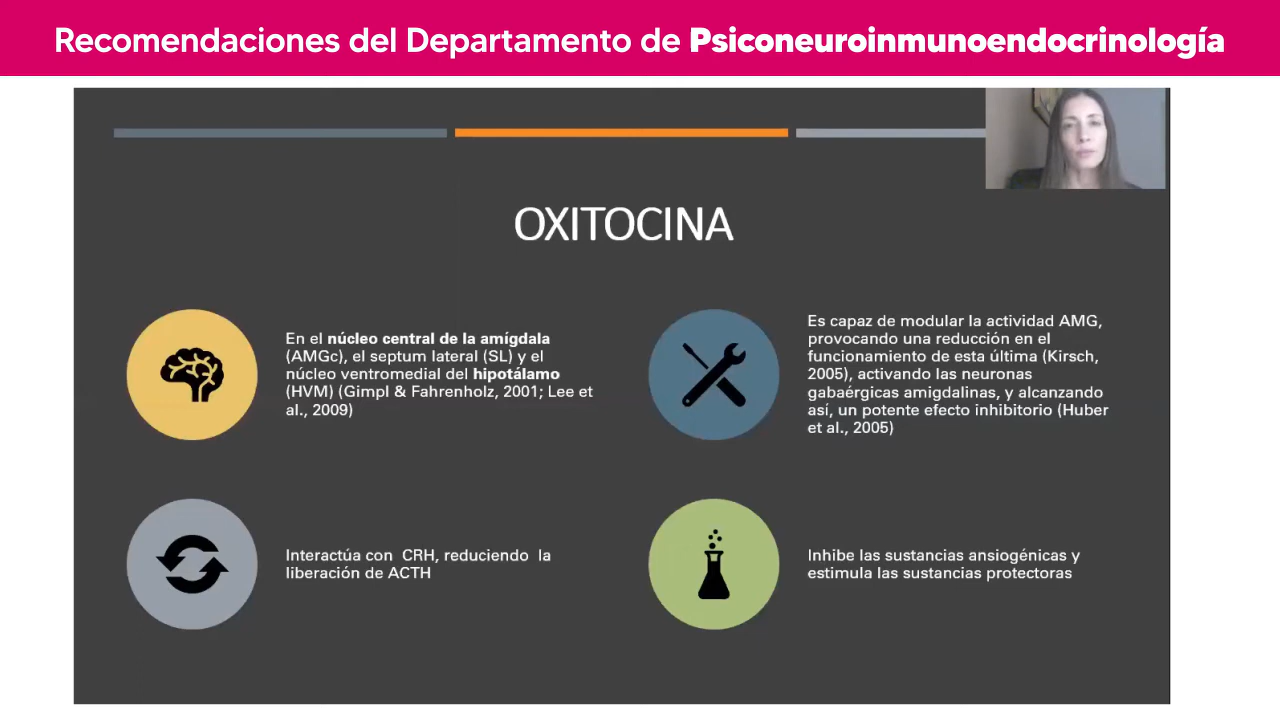 Recomendaciones del Departamento de Psiconeuroinmunoendocrinología
OXITOCINA
En el núcleo central de la amígdala
(AMGc), el septum lateral (SL) y el
núcleo ventromedial del hipotálamo
(HVM) (Gimpl & Fahrenholz, 2001; Lee et
al., 2009)
Es capaz de modular la actividad AMG,
provocando una reducción en el
funcionamiento de esta última (Kirsch,
2005), activando las neuronas
gabaérgicas amigdalinas, y alcanzando
así, un potente efecto inhibitorio (Huber
et al., 2005)
Interactúa con CRH, reduciendo la
liberación de ACTH
Inhibe las sustancias ansiogénicas y
estimula las sustancias protectoras